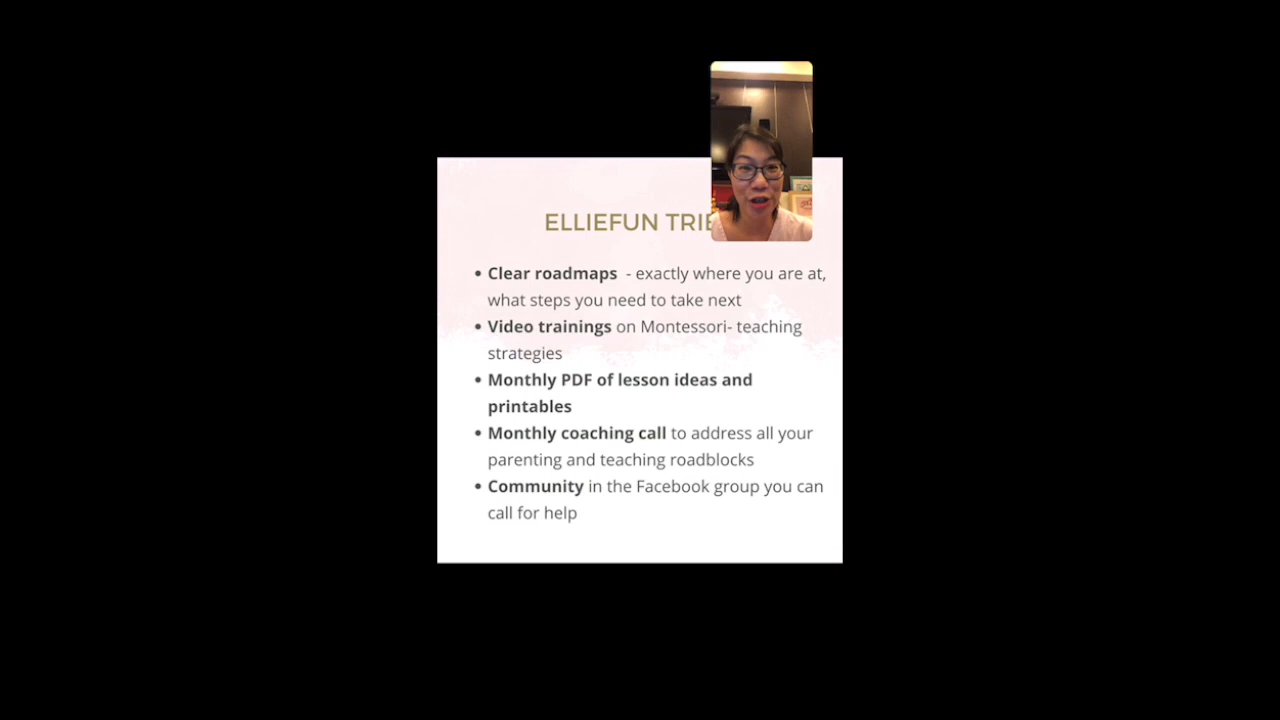 ELLIEFUN
• Clear roadmaps - exactly where you are at,
what steps you need to take next
• Video trainings on Montessori- teaching
strategies
• Monthly PDF of lesson ideas and
printables
• Monthly coaching call to address all your
parenting and teaching roadblocks
• Community in the Facebook group you can
call for help